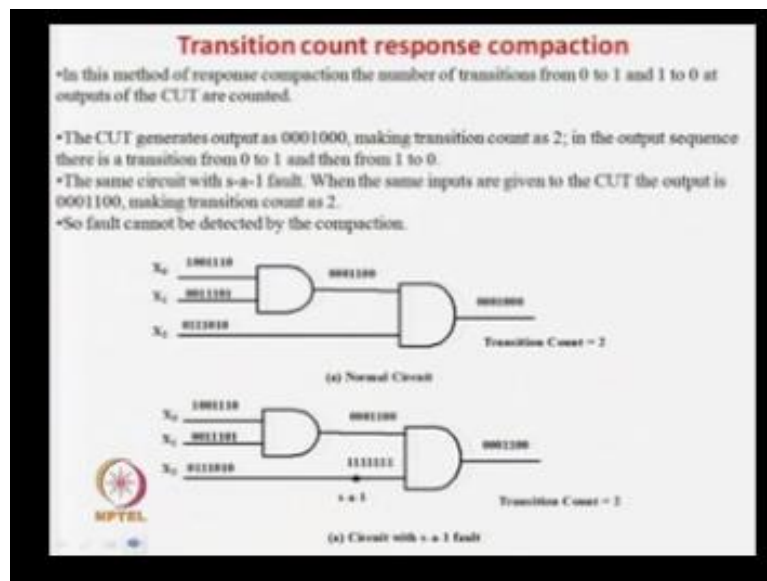 Transition count response compaction
•In this method of response compaction the number of transitions from 0 to 1 and 1 to 0 at
outputs of the CUT are counted.
•The CUT generates output as 0001000, making transition count as 2; in the output sequence
there is a transition from 0 to 1 and then from 1 to 0.
•The same circuit with s-a-1 fault. When the same inputs are given to the CUT the output is
0001100, making transition count as 2.
•So fault cannot be detected by the compaction.
X₀ 1001110
0001100
X₁ 0011101
0001000
X₂ 0111010
Transition Count = 2
(a) Normal Circuit
X₀ 1001110
0001100
X₁ 0011101
0001100
1111111
X₂ 0111010
s-a-1
Transition Count = 2
NPTEL
(a) Circuit with s-a-1 fault